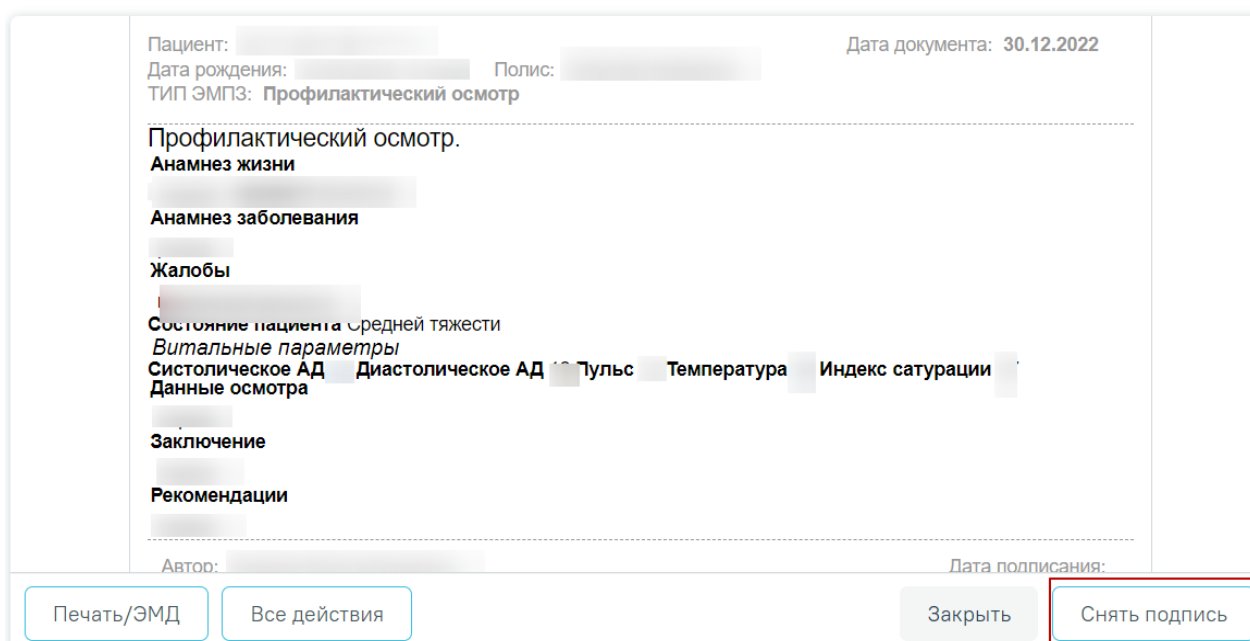 Пациент: Дата документа: 30.12.2022
Дата рождения: Полис:
ТИП ЭМПЗ: Профилактический осмотр
Профилактический осмотр.
Анамнез жизни
Анамнез заболевания
Жалобы
Состояние пациента Средней тяжести
Витальные параметры
Систолическое АД Диастолическое АД Пульс Температура Индекс сатурации
Данные осмотра
Заключение
Рекомендации
Автор: Дата подписания:
Печать/ЭМД Все действия Закрыть Снять подпись